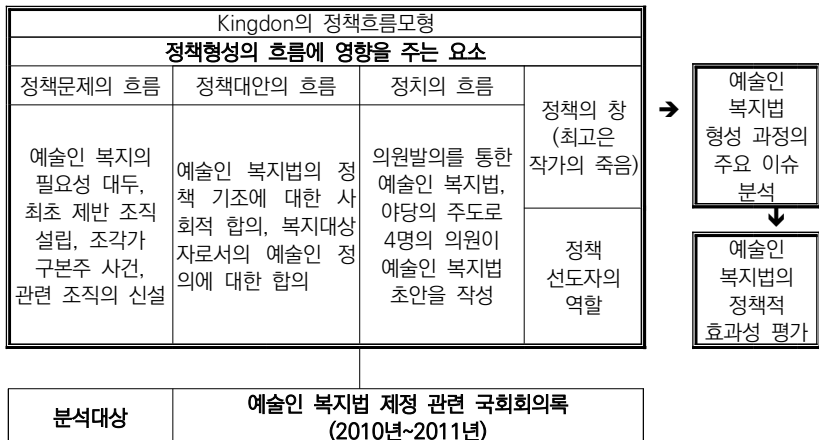 Kingdon의 정책흐름모형
정책형성의 흐름에 영향을 주는 요소
정책문제의 흐름
정책대안의 흐름
정치의 흐름
예술인 복지의
필요성 대두,
최초 제반 조직
설립, 조각가
구본주 사건,
관련 조직의 신설
예술인 복지법의 정
책 기조에 대한 사
회적 합의, 복지대상
자로서의 예술인 정
의에 대한 합의
의원발의를 통한
예술인 복지법,
야당의 주도로
4명의 의원이
예술인 복지법
초안을 작성
정책의 창
(최고은
작가의 죽음)
정책
선도자의
역할
➔
예술인
복지법
형성 과정의
주요 이슈
분석
예술인
복지법의
정책적
효과성 평가
분석대상
예술인 복지법 제정 관련 국회회의록
(2010년~2011년)